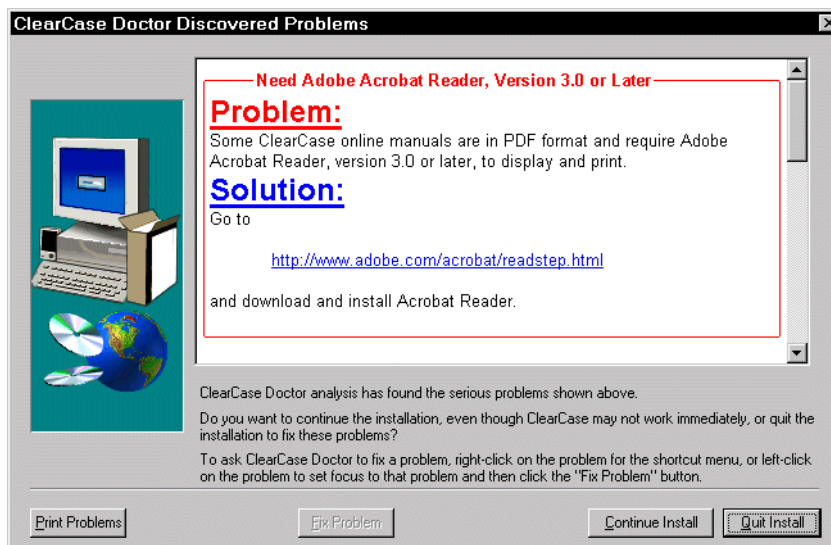 ClearCase Doctor Discovered Problems
Need Adobe Acrobat Reader, Version 3.0 or Later
Problem:
Some ClearCase online manuals are in PDF format and require Adobe
Acrobat Reader, version 3.0 or later, to display and print.
Solution:
Go to
http://www.adobe.com/acrobat/readstep.html
and download and install Acrobat Reader.
ClearCase Doctor analysis has found the serious problems shown above.
Do you want to continue the installation, even though ClearCase may not work immediately, or quit the
installation to fix these problems?
To ask ClearCase Doctor to fix a problem, right-click on the problem for the shortcut menu, or left-click
on the problem to set focus to that problem and then click the "Fix Problem" button.
Print Problems
Fix Problem
Continue Install
Quit Install